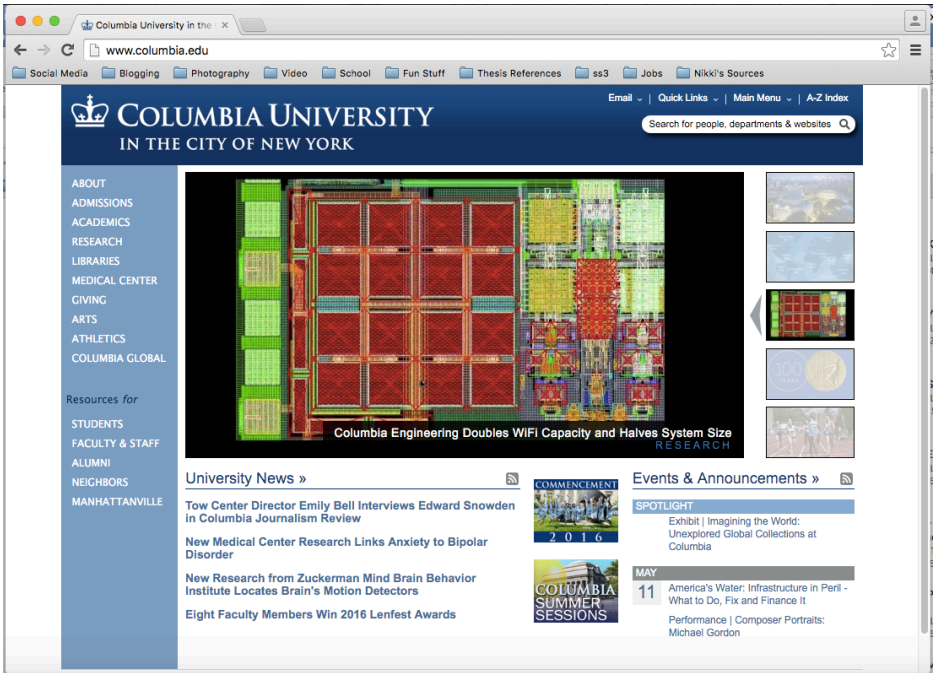 Columbia University in the
www.columbia.edu
Social Media Blogging Photography Video School Fun Stuff Thesis References ss3 Jobs Nikki's Sources
COLUMBIA UNIVERSITY
IN THE CITY OF NEW YORK
Email | Quick Links | Main Menu | A-Z Index
Search for people, departments & websites
ABOUT
ADMISSIONS
ACADEMICS
RESEARCH
LIBRARIES
MEDICAL CENTER
GIVING
ARTS
ATHLETICS
COLUMBIA GLOBAL
Resources for
STUDENTS
FACULTY & STAFF
ALUMNI
NEIGHBORS
MANHATTANVILLE
Columbia Engineering Doubles WiFi Capacity and Halves System Size
RESEARCH
100
YEARS
University News »
Tow Center Director Emily Bell Interviews Edward Snowden
in Columbia Journalism Review
New Medical Center Research Links Anxiety to Bipolar
Disorder
New Research from Zuckerman Mind Brain Behavior
Institute Locates Brain's Motion Detectors
Eight Faculty Members Win 2016 Lenfest Awards
COMMENCEMENT
2016
COLUMBIA
SUMMER
SESSIONS
Events & Announcements »
SPOTLIGHT
Exhibit | Imagining the World:
Unexplored Global Collections at
Columbia
MAY
11
America's Water: Infrastructure in Peril -
What to Do, Fix and Finance It
Performance | Composer Portraits:
Michael Gordon